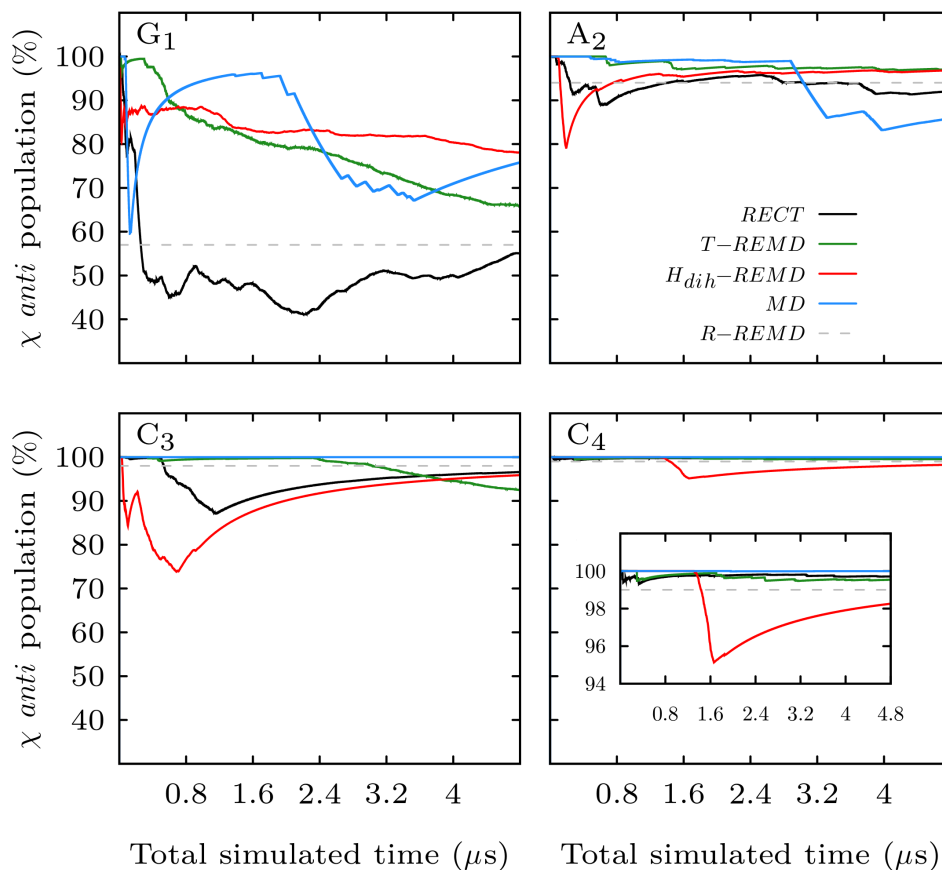 G1
A2
χ anti population (%)
100
90
80
70
60
50
40
RECT
T−REMD
Hdih−REMD
MD
R−REMD
C3
C4
χ anti population (%)
100
90
80
70
60
50
40
100
98
96
94
0.8 1.6 2.4 3.2 4 4.8
0.8 1.6 2.4 3.2 4
0.8 1.6 2.4 3.2 4
Total simulated time (μs)
Total simulated time (μs)